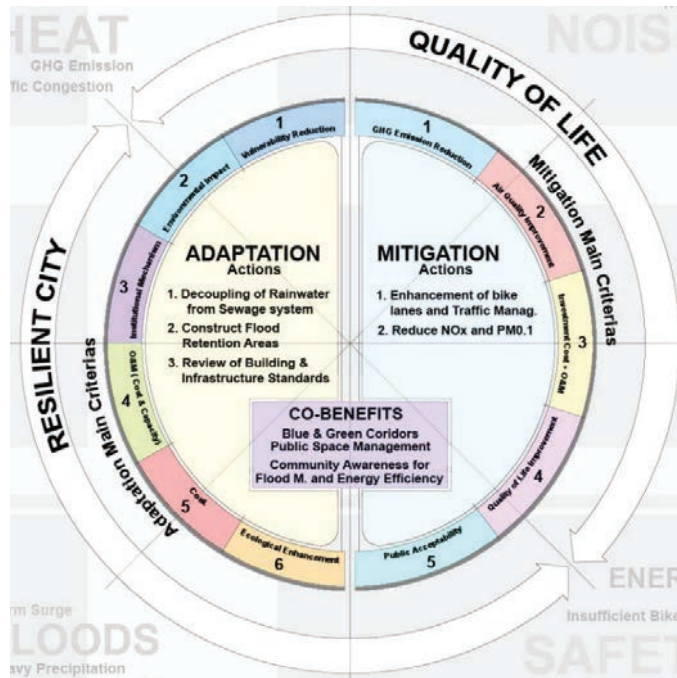 HEAT
GHG Emission
fic Congestion
NOIS
QUALITY OF LIFE
RESILIENT CITY
Adaptation Main Criterias
Mitigation Main Criterias
1
Vulnerability Reduction
2
Environmental Impact
3
Institutional Mechanism
4
O&M ( Cost & Capacity)
5
Cost
6
Ecological Enhancement
1
GHG Emission Reduction
2
Air Quality Improvement
3
Investment Cost + O&M
4
Quality of Life Improvement
5
Public Acceptability
ADAPTATION
Actions
1. Decoupling of Rainwater
from Sewage system
2. Construct Flood
Retention Areas
3. Review of Building &
Infrastructure Standards
MITIGATION
Actions
1. Enhancement of bike
lanes and Traffic Manag.
2. Reduce NOx and PM0.1
CO-BENEFITS
Blue & Green Coridors
Public Space Management
Community Awareness for
Flood M. and Energy Efficiency
rm Surge
LOODS
avy Precipitation
ENER
Insufficient Bike
SAFET